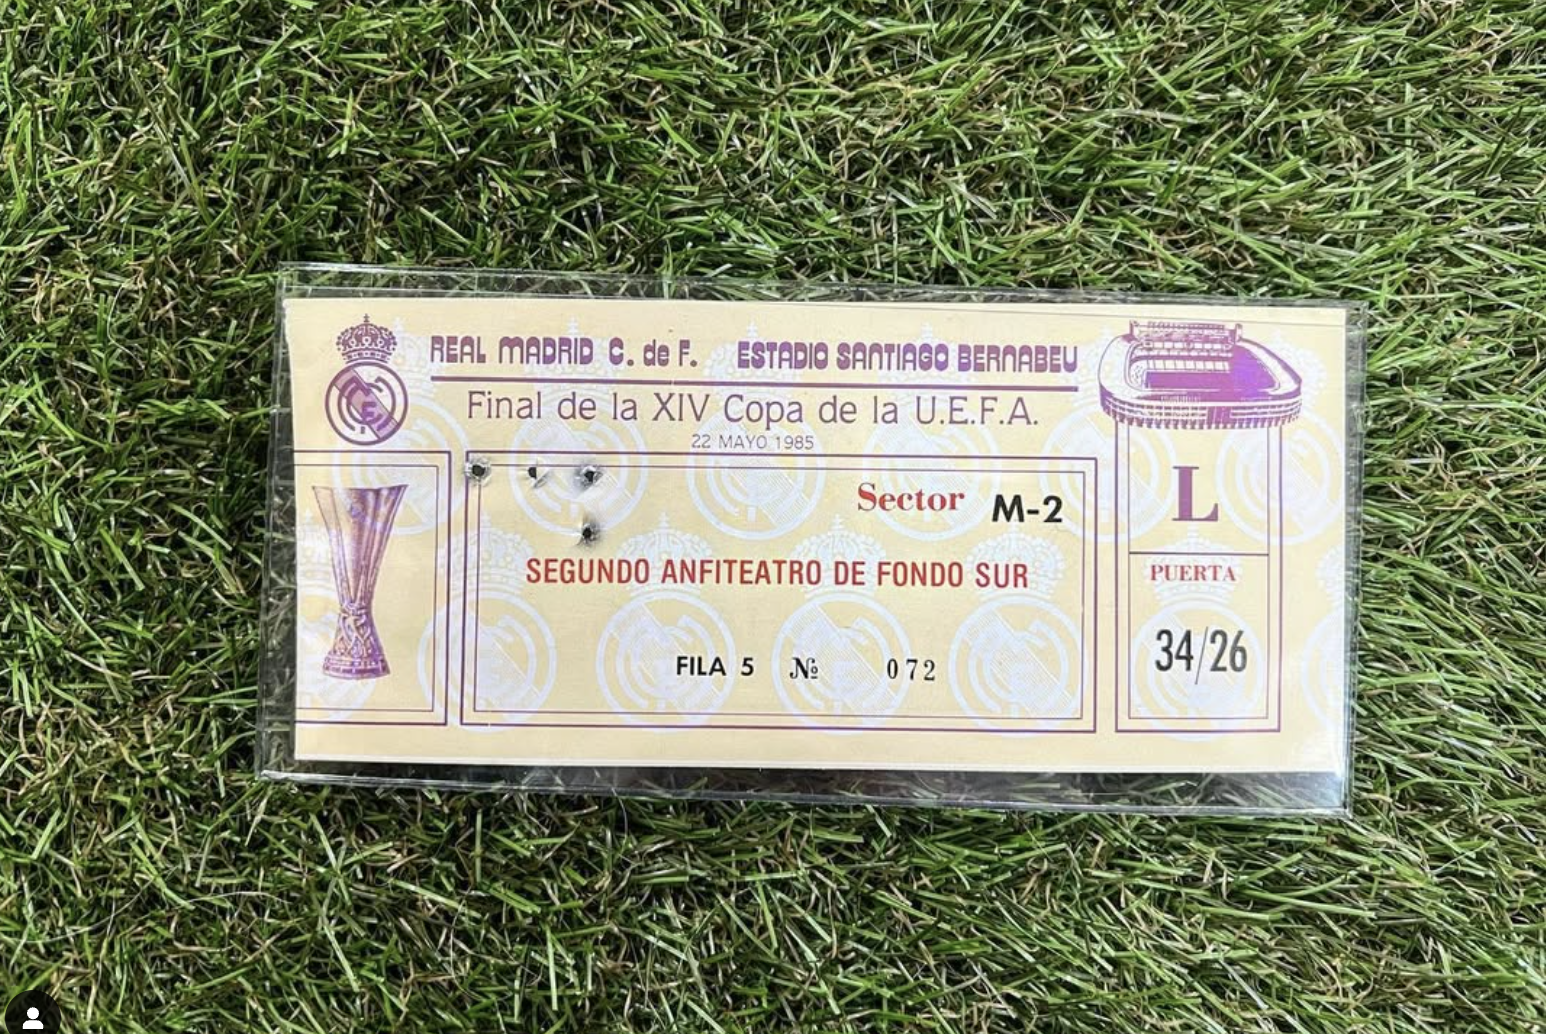 REAL MADRID C. de F. ESTADIO SANTIAGO BERNABEU
Final de la XIV Copa de la U.E.F.A.
22 MAYO 1985
Sector M-2
SEGUNDO ANFITEATRO DE FONDO SUR
FILA 5 № 072
L
PUERTA
34/26